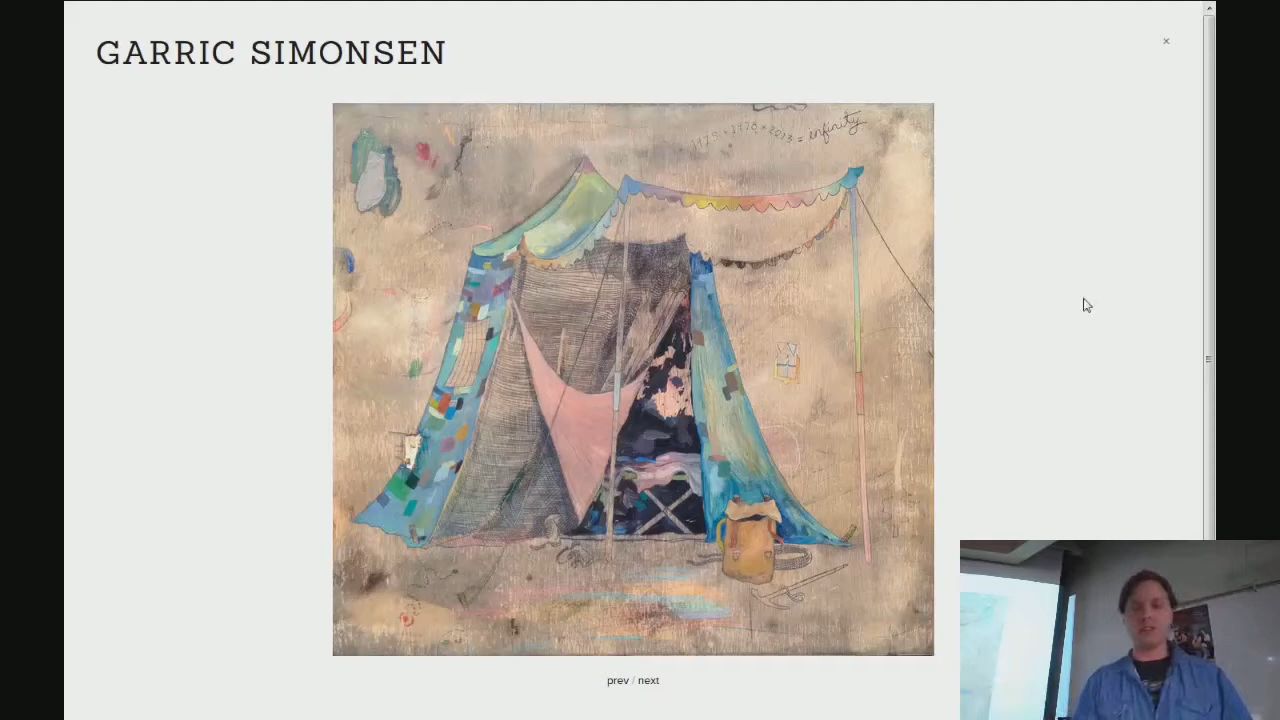 GARRIC SIMONSEN
×
= infinity
prev / next